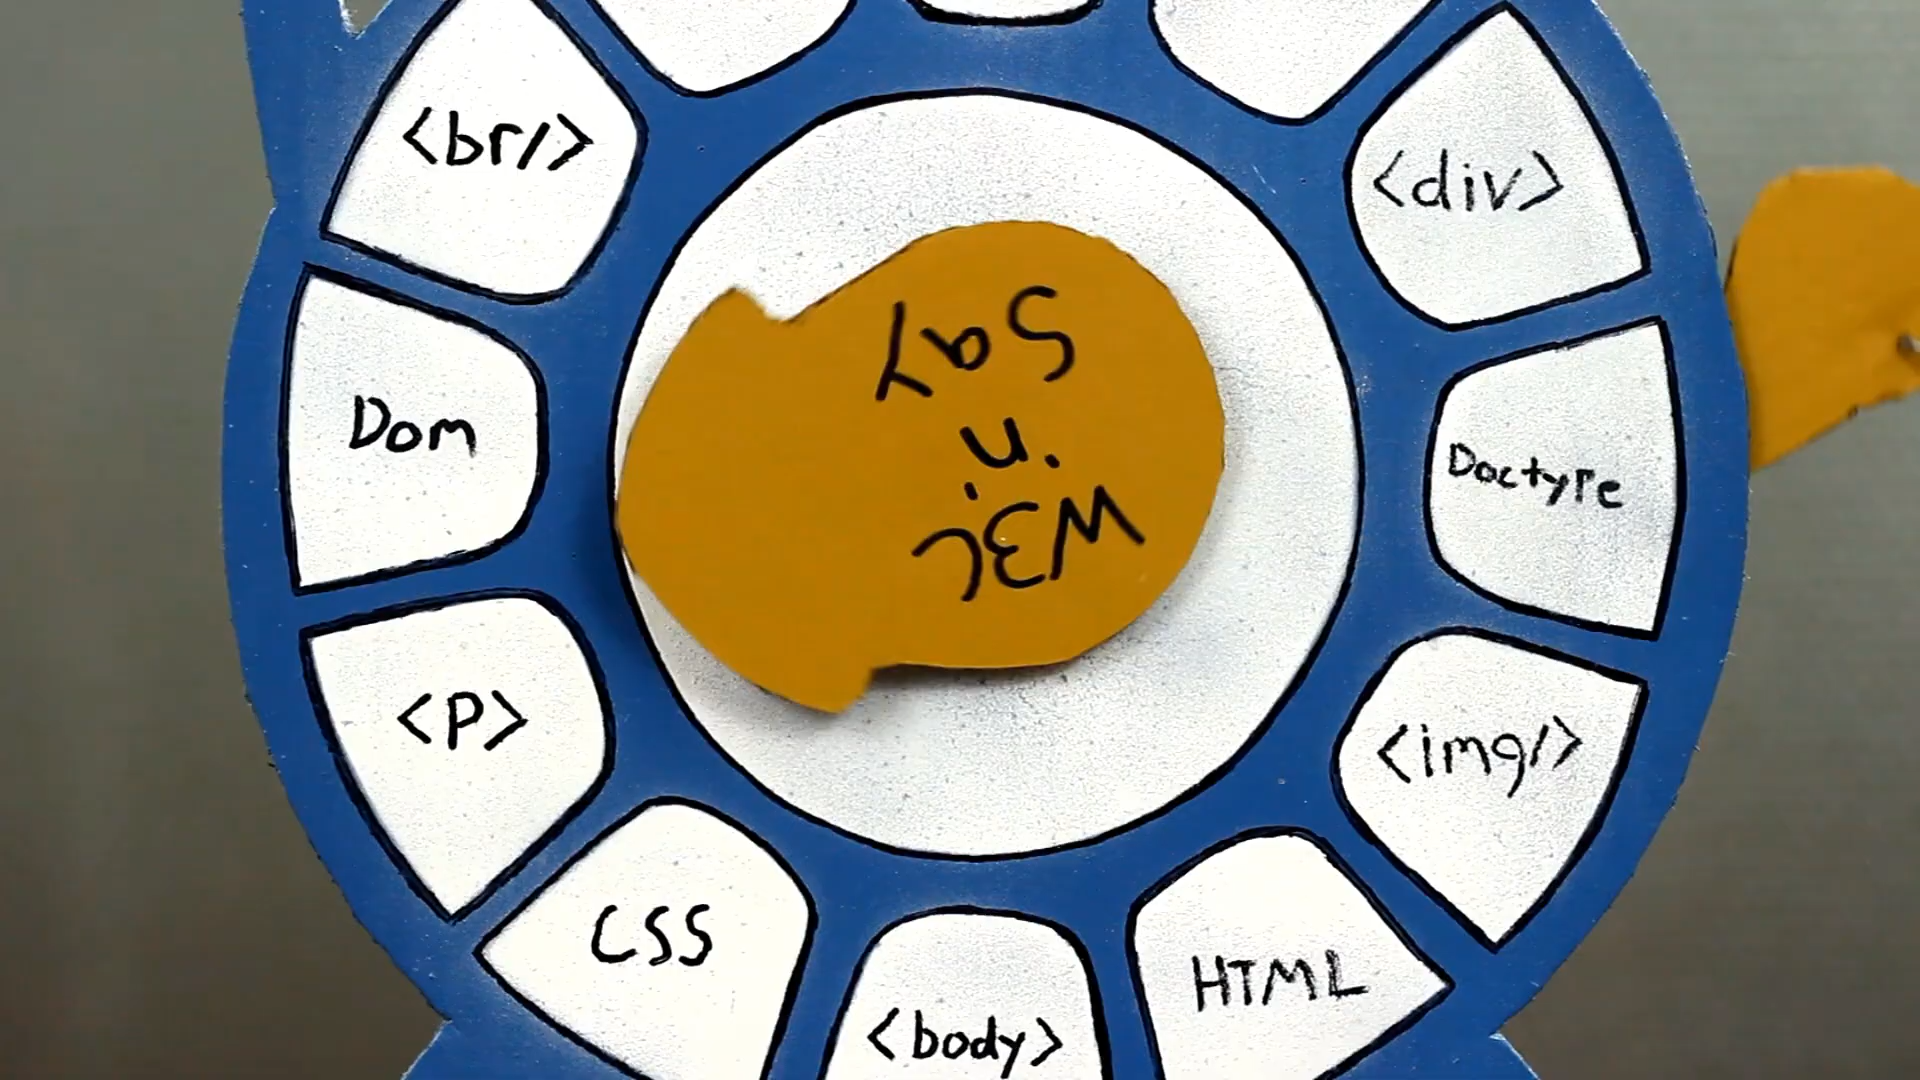 <br/>
<div>
Dom
Doctype
<P>
<img/>
CSS
HTML
<body>
W3C
'n'
Say